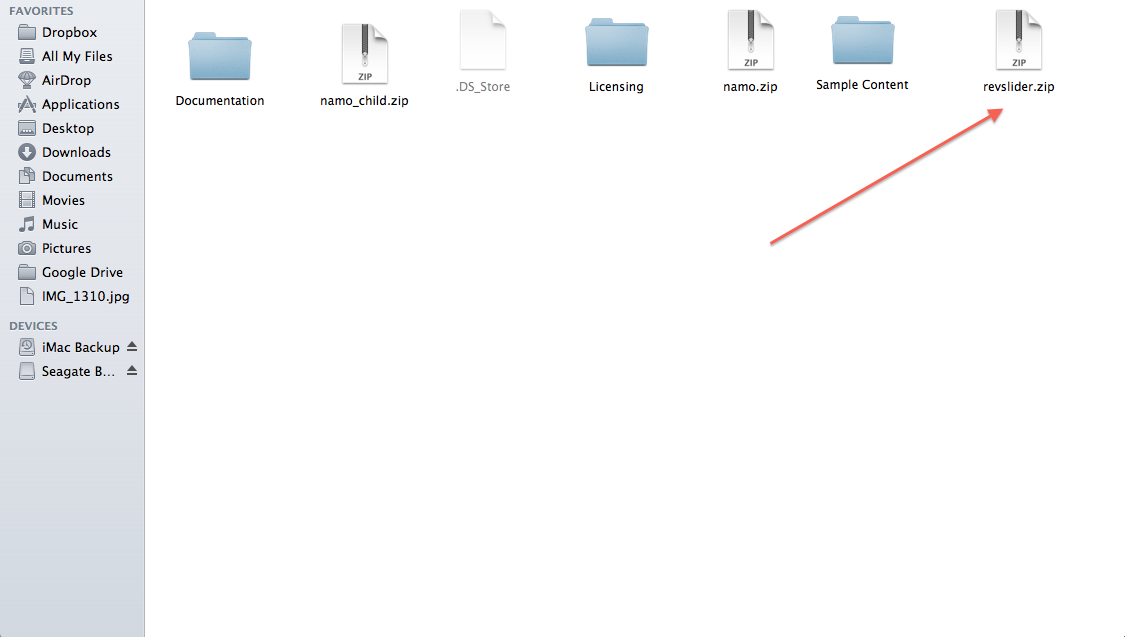 FAVORITES
Dropbox
All My Files
AirDrop
Applications
Desktop
Downloads
Documents
Movies
Music
Pictures
Google Drive
IMG_1310.jpg
DEVICES
iMac Backup
Seagate B...
ZIP
ZIP
ZIP
Documentation
namo_child.zip
.DS_Store
Licensing
namo.zip
Sample Content
revslider.zip